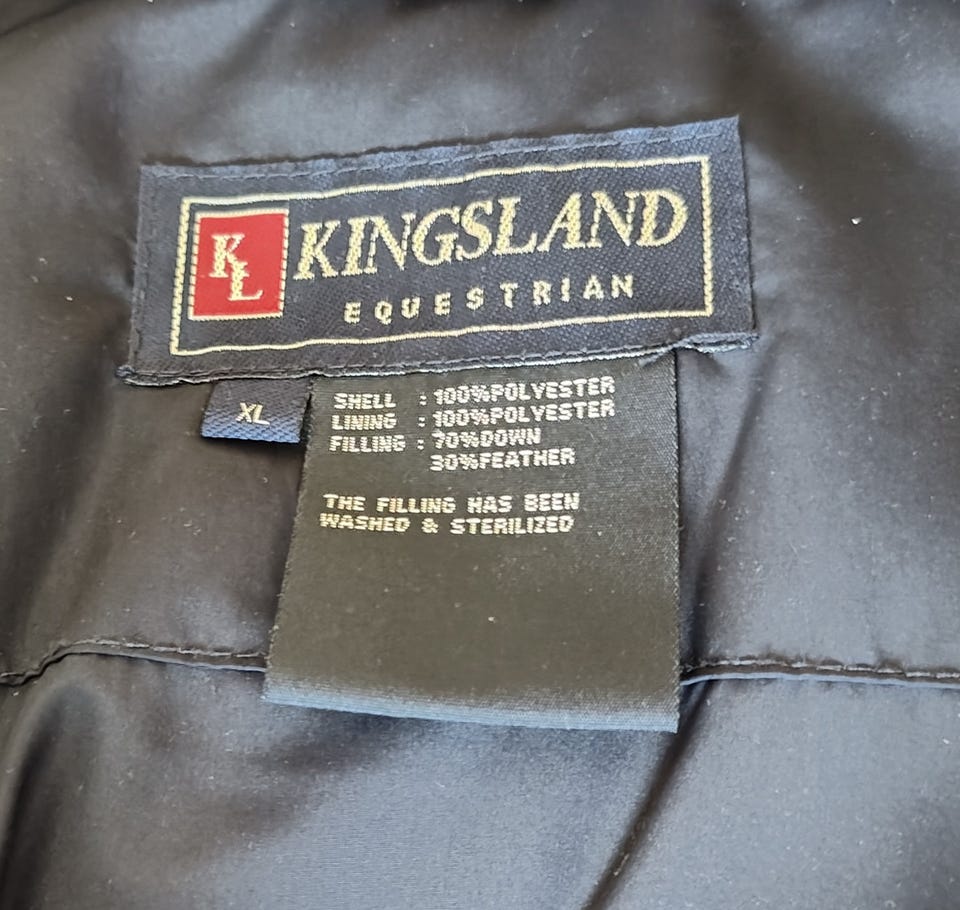 KL
KINGSLAND
EQUESTRIAN
XL
SHELL : 100%POLYESTER
LINING : 100%POLYESTER
FILLING : 70%DOWN
30%FEATHER
THE FILLING HAS BEEN
WASHED & STERILIZED